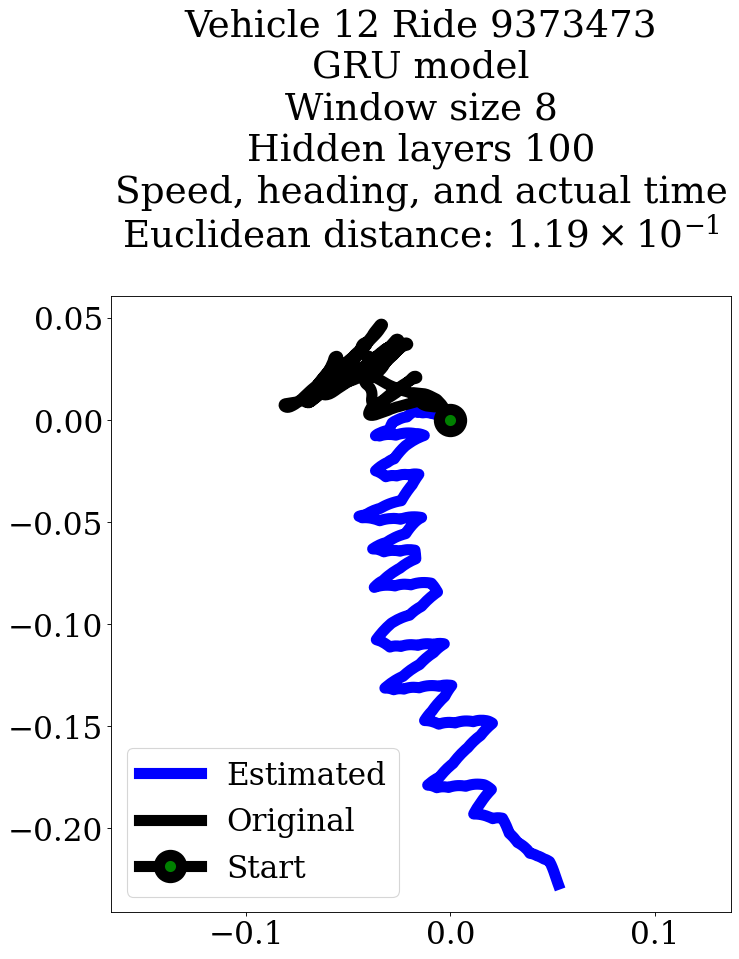 Vehicle 12 Ride 9373473
GRU model
Window size 8
Hidden layers 100
Speed, heading, and actual time
Euclidean distance: 1.19 × 10⁻¹
0.05
0.00
−0.05
−0.10
−0.15
−0.20
Estimated
Original
Start
−0.1
0.0
0.1